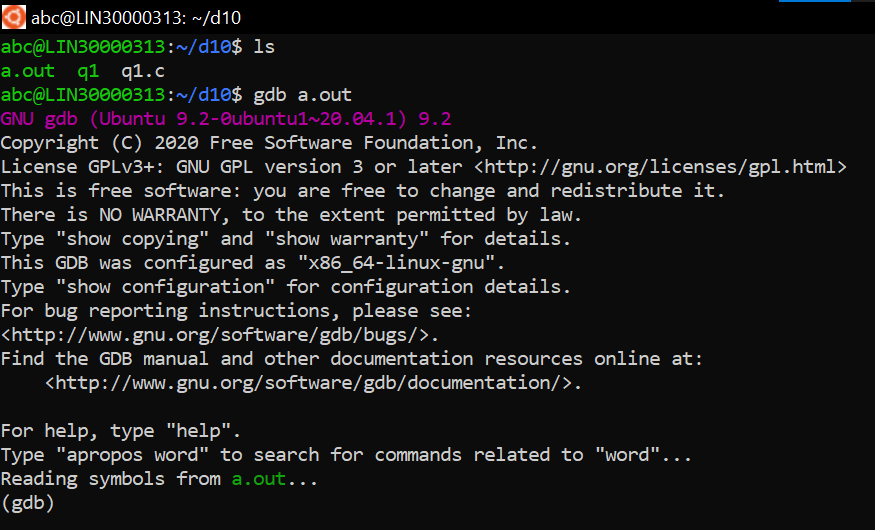 abc@LIN30000313: ~/d10
abc@LIN30000313:~/d10$ ls
a.out  q1  q1.c
abc@LIN30000313:~/d10$ gdb a.out
GNU gdb (Ubuntu 9.2-0ubuntu1~20.04.1) 9.2
Copyright (C) 2020 Free Software Foundation, Inc.
License GPLv3+: GNU GPL version 3 or later <http://gnu.org/licenses/gpl.html>
This is free software: you are free to change and redistribute it.
There is NO WARRANTY, to the extent permitted by law.
Type "show copying" and "show warranty" for details.
This GDB was configured as "x86_64-linux-gnu".
Type "show configuration" for configuration details.
For bug reporting instructions, please see:
<http://www.gnu.org/software/gdb/bugs/>.
Find the GDB manual and other documentation resources online at:
    <http://www.gnu.org/software/gdb/documentation/>.

For help, type "help".
Type "apropos word" to search for commands related to "word"...
Reading symbols from a.out...
(gdb)